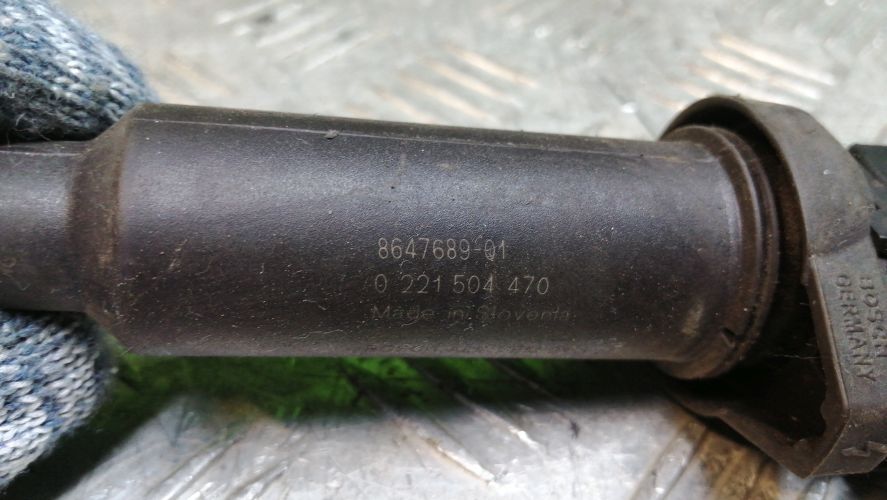 8647689-01
0 221 504 470
Made in Slovenia
BOSCH
GERMANY